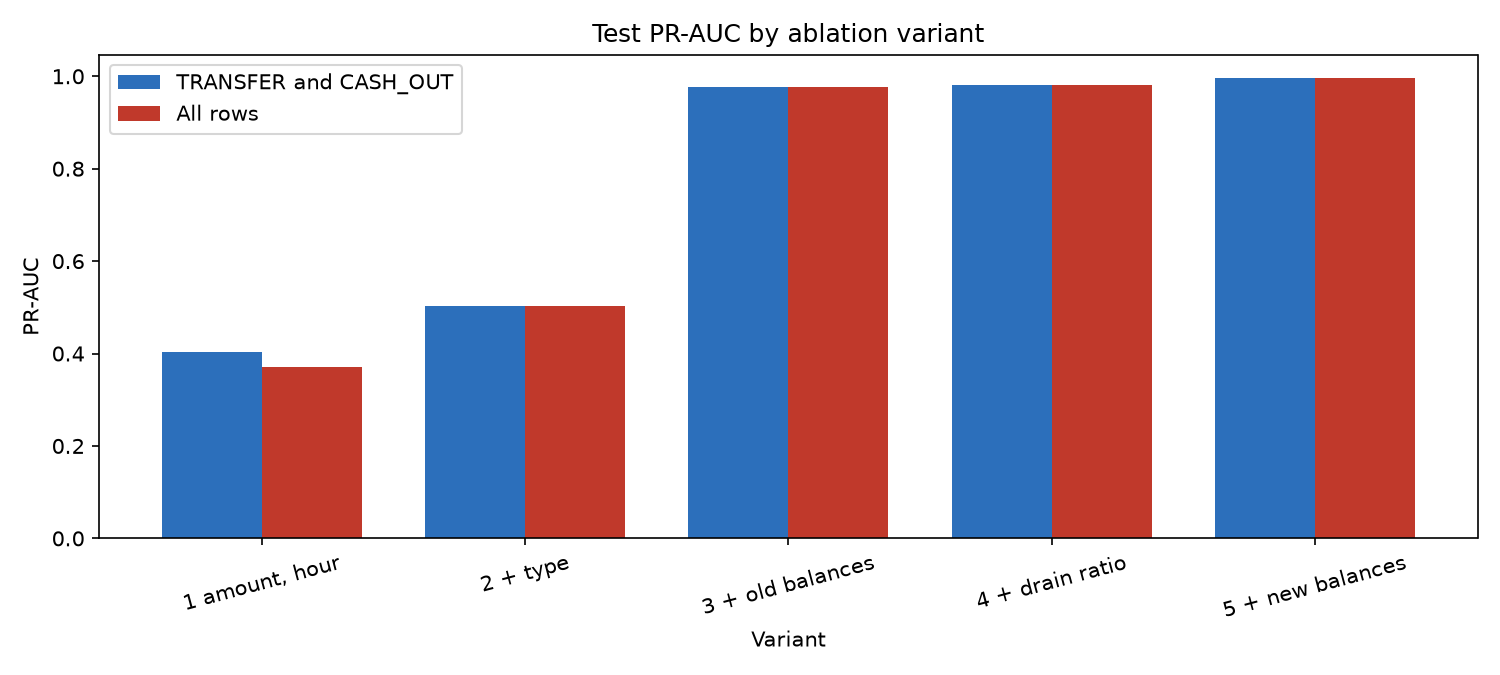 Test PR-AUC by ablation variant
TRANSFER and CASH_OUT
All rows
PR-AUC
1.0
0.8
0.6
0.4
0.2
0.0
1 amount, hour
2 + type
3 + old balances
4 + drain ratio
5 + new balances
Variant